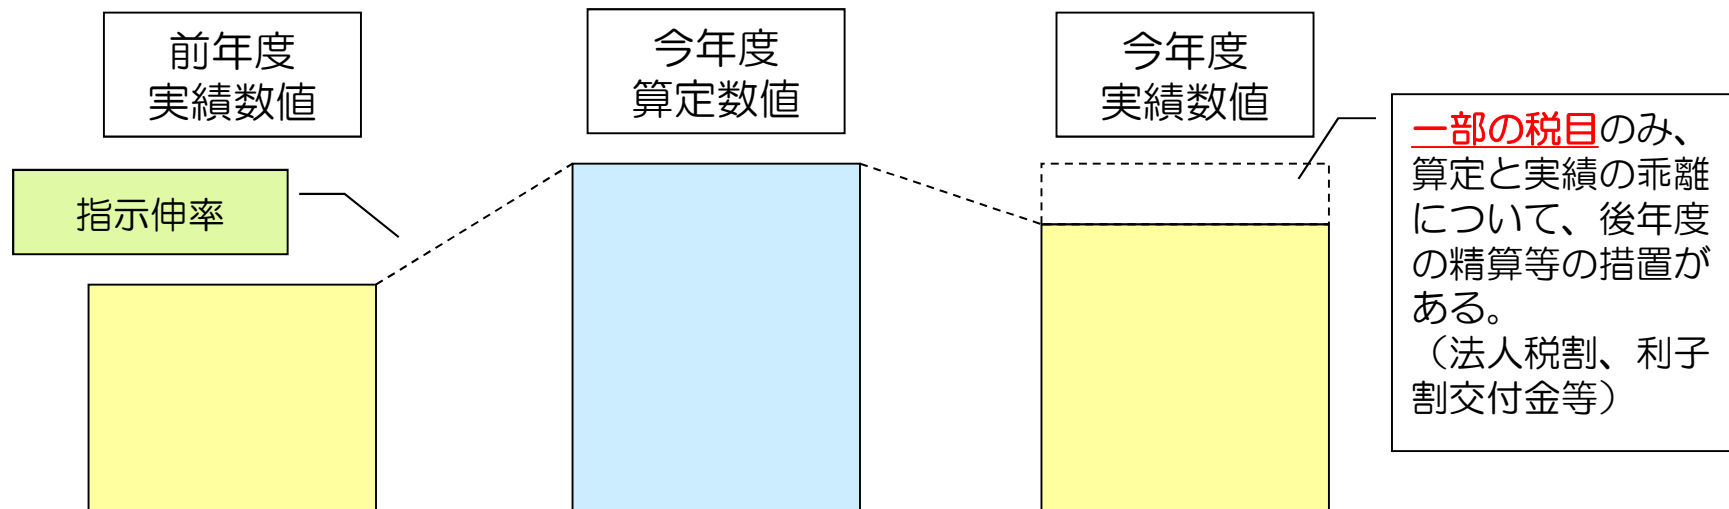 前年度
実績数値
今年度
算定数値
今年度
実績数値
指示伸率
一部の税目のみ、
算定と実績の乖離
について、後年度
の精算等の措置が
ある。
（法人税割、利子
割交付金等）